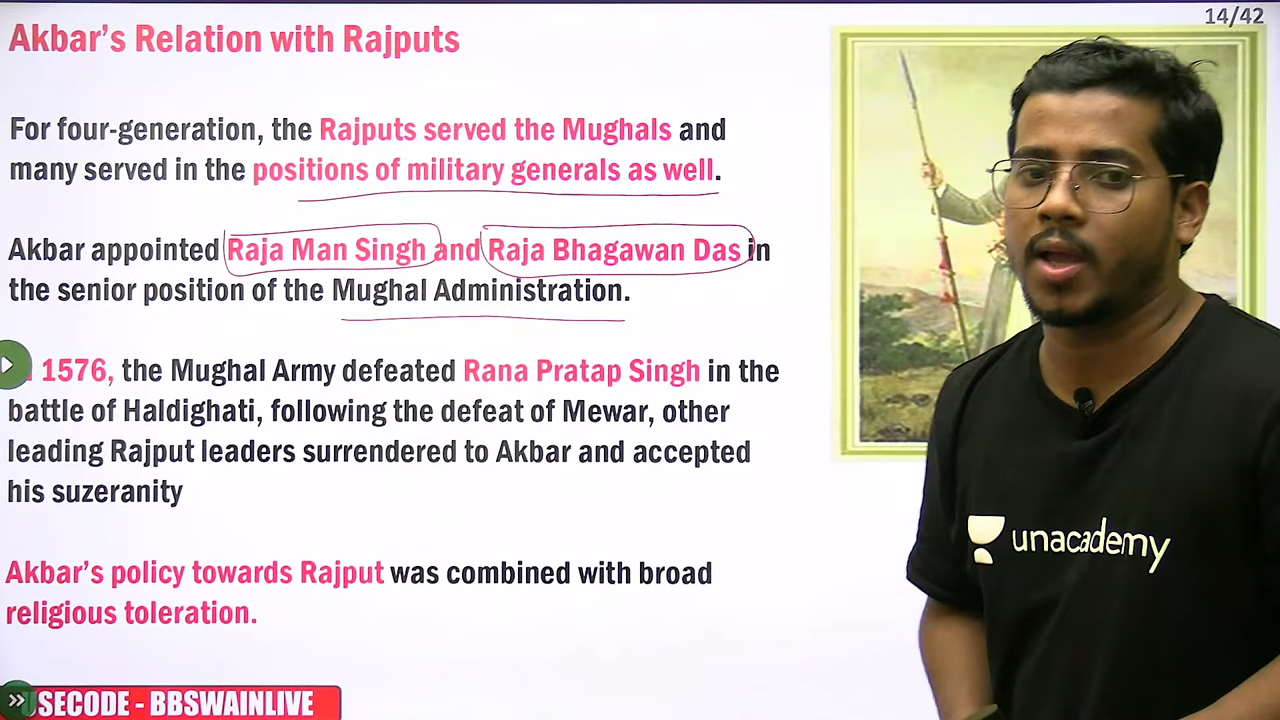 14/42
Akbar's Relation with Rajputs
For four-generation, the Rajputs served the Mughals and
many served in the positions of military generals as well.
Akbar appointed Raja Man Singh and Raja Bhagawan Das in
the senior position of the Mughal Administration.
1576, the Mughal Army defeated Rana Pratap Singh in the
battle of Haldighati, following the defeat of Mewar, other
leading Rajput leaders surrendered to Akbar and accepted
his suzeranity
Akbar's policy towards Rajput was combined with broad
religious toleration.
unacademy
SECODE - BBSWAINLIVE